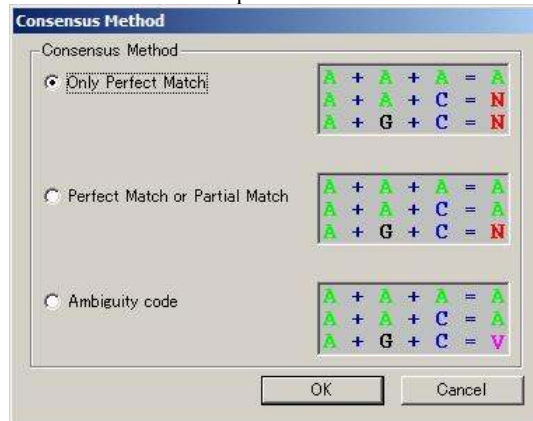 Consensus Method
Consensus Method
Only Perfect Match
A + A + A = A
A + A + C = N
A + G + C = N
Perfect Match or Partial Match
A + A + A = A
A + A + C = A
A + G + C = N
Ambiguity code
A + A + A = A
A + A + C = A
A + G + C = V
OK Cancel